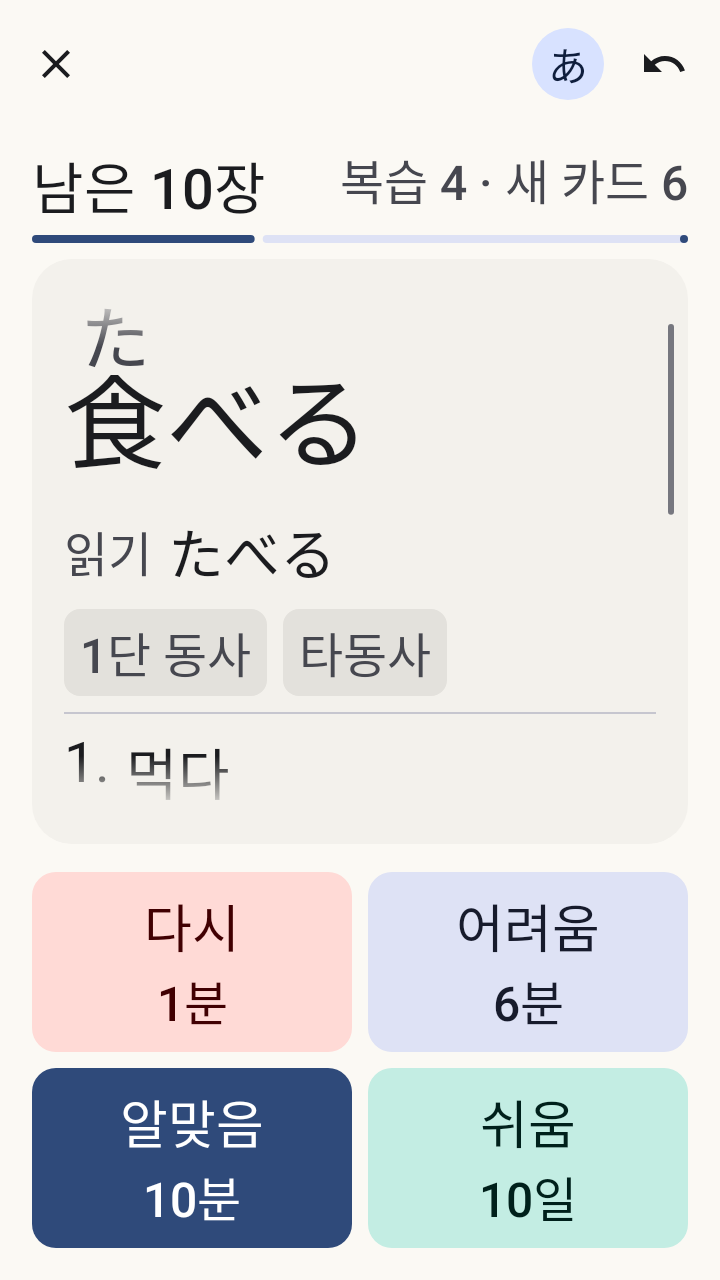 あ
남은 10장
복습 4 · 새 카드 6
た
食べる
읽기 たべる
1단 동사
타동사
1. 먹다
다시
1분
어려움
6분
알맞음
10분
쉬움
10일